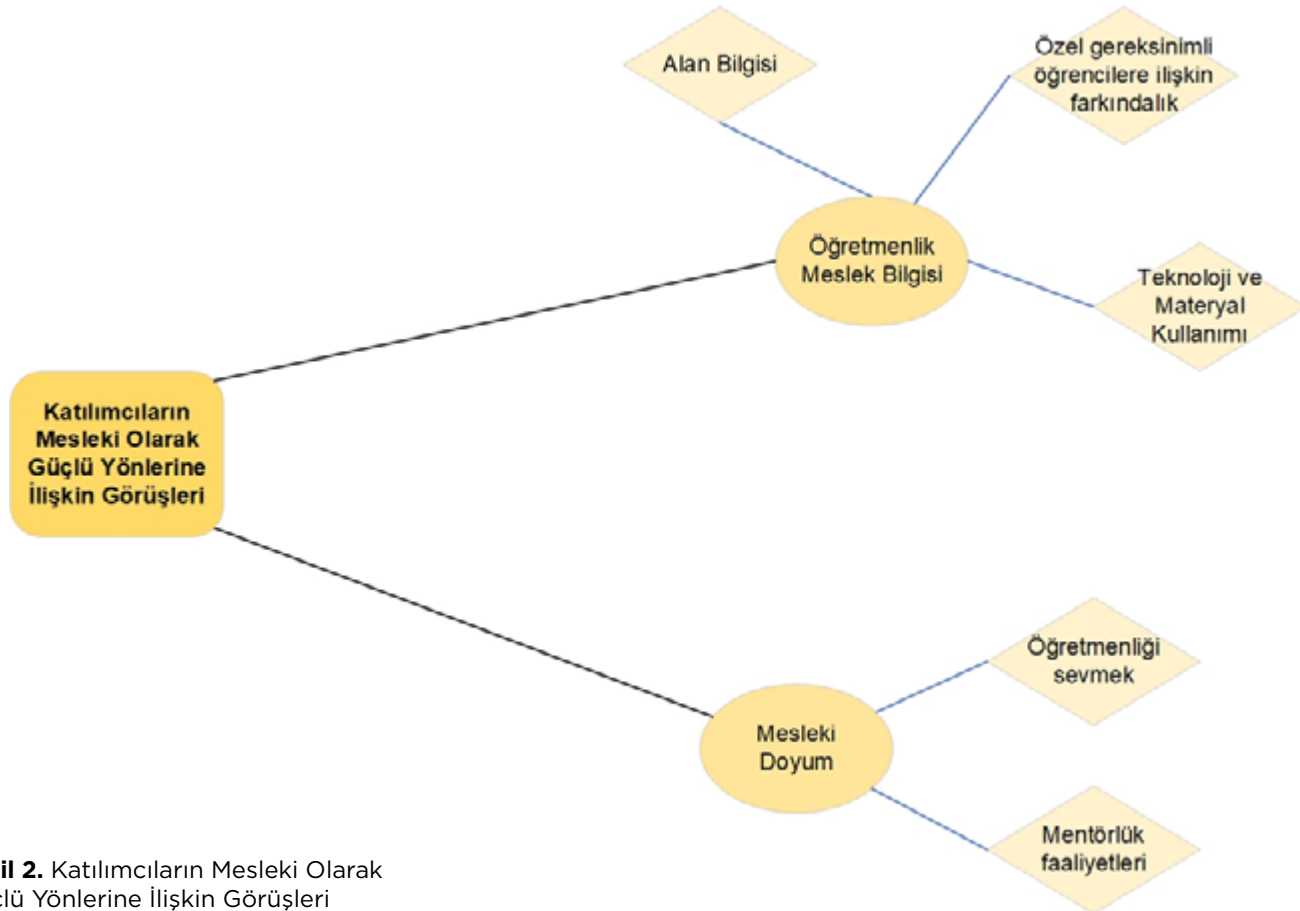 Alan Bilgisi
Özel gereksinimli
öğrencilere ilişkin
farkındalık
Öğretmenlik
Meslek Bilgisi
Teknoloji ve
Materyal
Kullanımı
Katılımcıların
Mesleki Olarak
Güçlü Yönlerine
İlişkin Görüşleri
Öğretmenliği
sevmek
Mesleki
Doyum
Mentörlük
faaliyetleri
il 2. Katılımcıların Mesleki Olarak
lü Yönlerine İlişkin Görüşleri